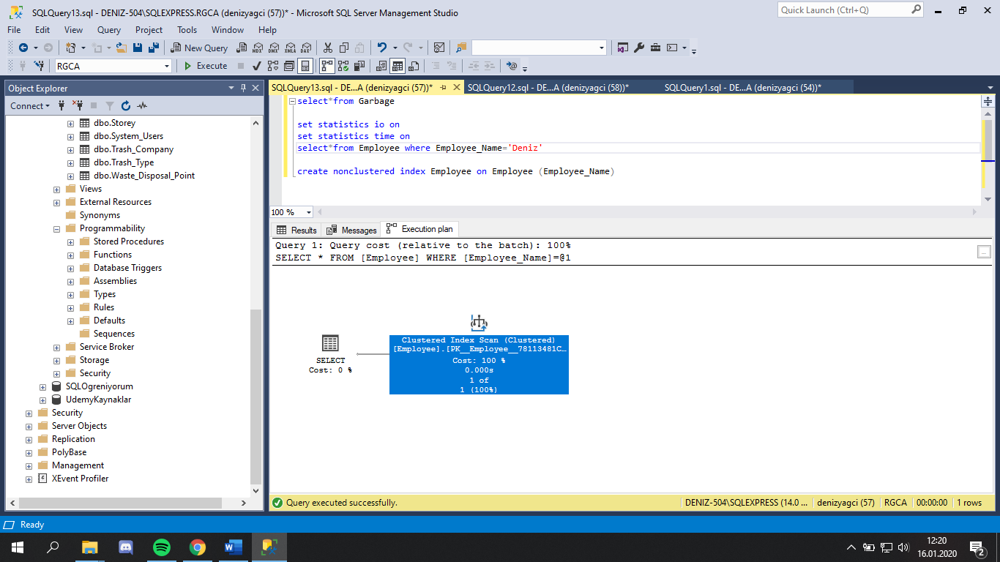 SQLQuery13.sql - DENIZ-504\SQLEXPRESS.RGCA (denizyagci (57))* - Microsoft SQL Server Management Studio
Quick Launch (Ctrl+Q)
File Edit View Query Project Tools Window Help
New Query MDX DMX XMLA DAX
RGCA Execute
Object Explorer
Connect
dbo.Storey
dbo.System_Users
dbo.Trash_Company
dbo.Trash_Type
dbo.Waste_Disposal_Point
Views
External Resources
Synonyms
Programmability
Stored Procedures
Functions
Database Triggers
Assemblies
Types
Rules
Defaults
Sequences
Service Broker
Storage
Security
SQLOgreniyorum
UdemyKaynaklar
Security
Server Objects
Replication
PolyBase
Management
XEvent Profiler
SQLQuery13.sql - DE...A (denizyagci (57))* SQLQuery12.sql - DE...A (denizyagci (58))* SQLQuery1.sql - DE...A (denizyagci (54))*
select*from Garbage
set statistics io on
set statistics time on
select*from Employee where Employee_Name='Deniz'
create nonclustered index Employee on Employee (Employee_Name)
100 %
Results Messages Execution plan
Query 1: Query cost (relative to the batch): 100%
SELECT * FROM [Employee] WHERE [Employee_Name]=@1
...
SELECT
Cost: 0 %
Clustered Index Scan (Clustered)
[Employee].[PK__Employee__78113481C…
Cost: 100 %
0.000s
1 of
1 (100%)
Query executed successfully. DENIZ-504\SQLEXPRESS (14.0 ... denizyagci (57) RGCA 00:00:00 1 rows
Ready
12:20
16.01.2020
2